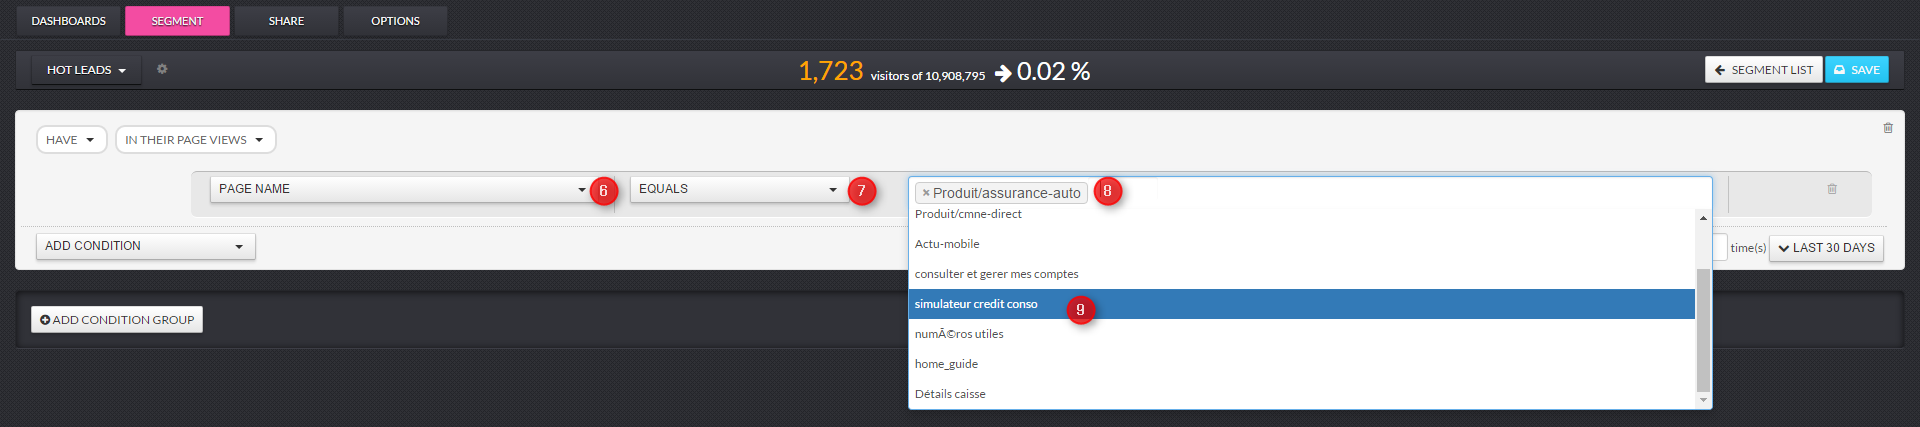 DASHBOARDS SEGMENT SHARE OPTIONS
HOT LEADS 1,723 visitors of 10,908,795 0.02 % SEGMENT LIST SAVE
HAVE IN THEIR PAGE VIEWS
PAGE NAME 6 EQUALS 7 × Produit/assurance-auto 8
Produit/cmne-direct
Actu-mobile
ADD CONDITION time(s) LAST 30 DAYS
consulter et gerer mes comptes
simulateur credit conso 9
ADD CONDITION GROUP
numÃ©ros utiles
home_guide
Détails caisse